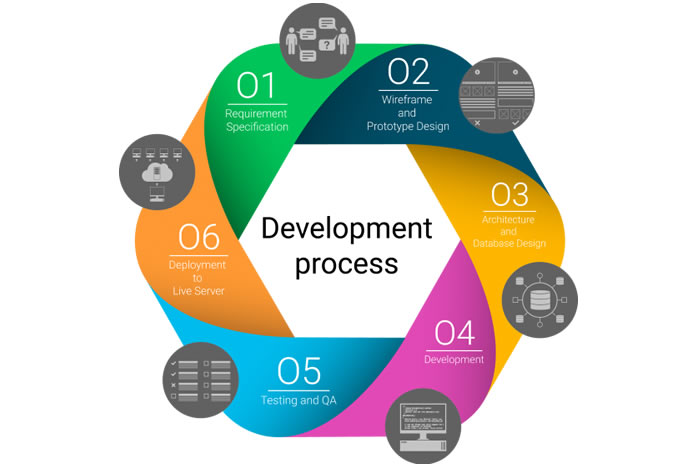 01
Requirement
Specification
02
Wireframe
and
Prototype Design
03
Architecture
and
Database Design
04
Development
05
Testing and QA
06
Deployment
to
Live Server
Development
process
?